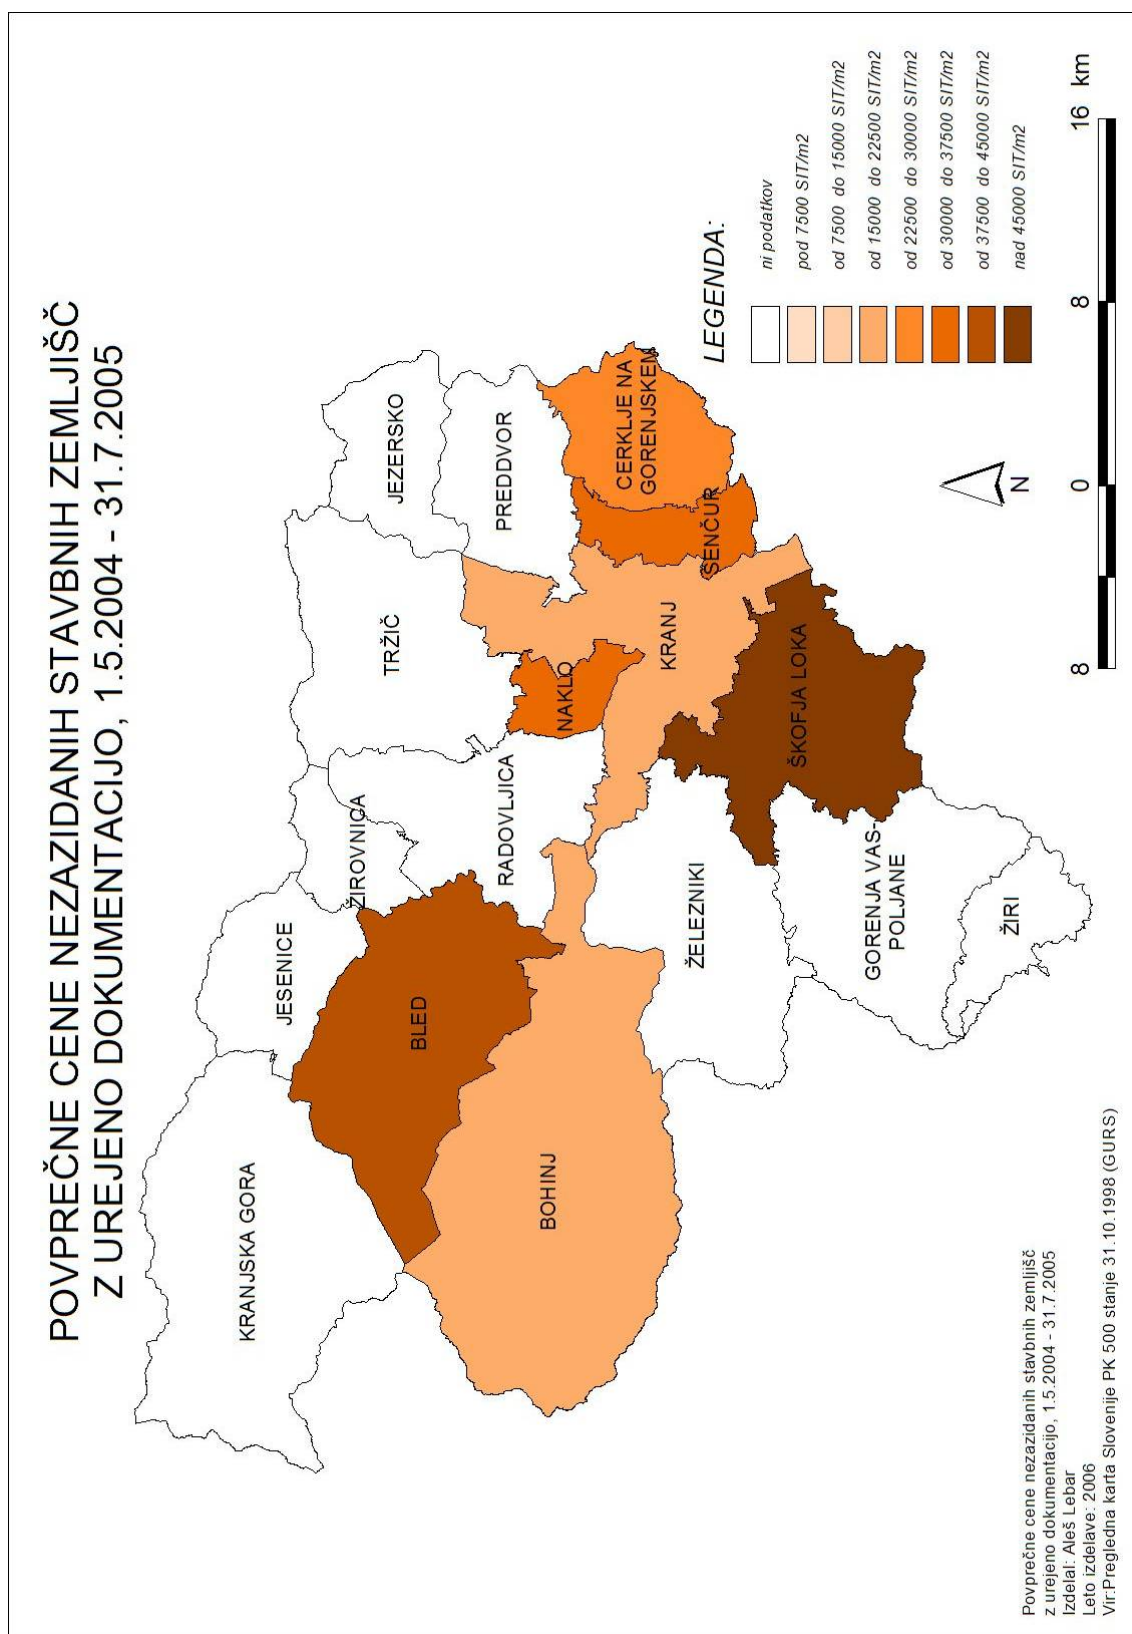 POVPREČNE CENE NEZAZIDANIH STAVBNIH ZEMLJIŠČ
Z UREJENO DOKUMENTACIJO, 1.5.2004 - 31.7.2005
KRANJSKA GORA
JESENICE
ŽIROVNICA
TRŽIČ
JEZERSKO
BLED
RADOVLJICA
PREDDVOR
BOHINJ
NAKLO
CERKLJE NA
GORENJSKEM
KRANJ
ŠENČUR
ŽELEZNIKI
ŠKOFJA LOKA
GORENJA VAS-
POLJANE
ŽIRI
LEGENDA:
ni podatkov
pod 7500 SIT/m2
od 7500 do 15000 SIT/m2
od 15000 do 22500 SIT/m2
od 22500 do 30000 SIT/m2
od 30000 do 37500 SIT/m2
od 37500 do 45000 SIT/m2
nad 45000 SIT/m2
N
8 0 8 16 km
Povprečne cene nezazidanih stavbnih zemljišč
z urejeno dokumentacijo, 1.5.2004 - 31.7.2005
Izdelal: Aleš Lebar
Leto izdelave: 2006
Vir:Pregledna karta Slovenije PK 500 stanje 31.10.1998 (GURS)